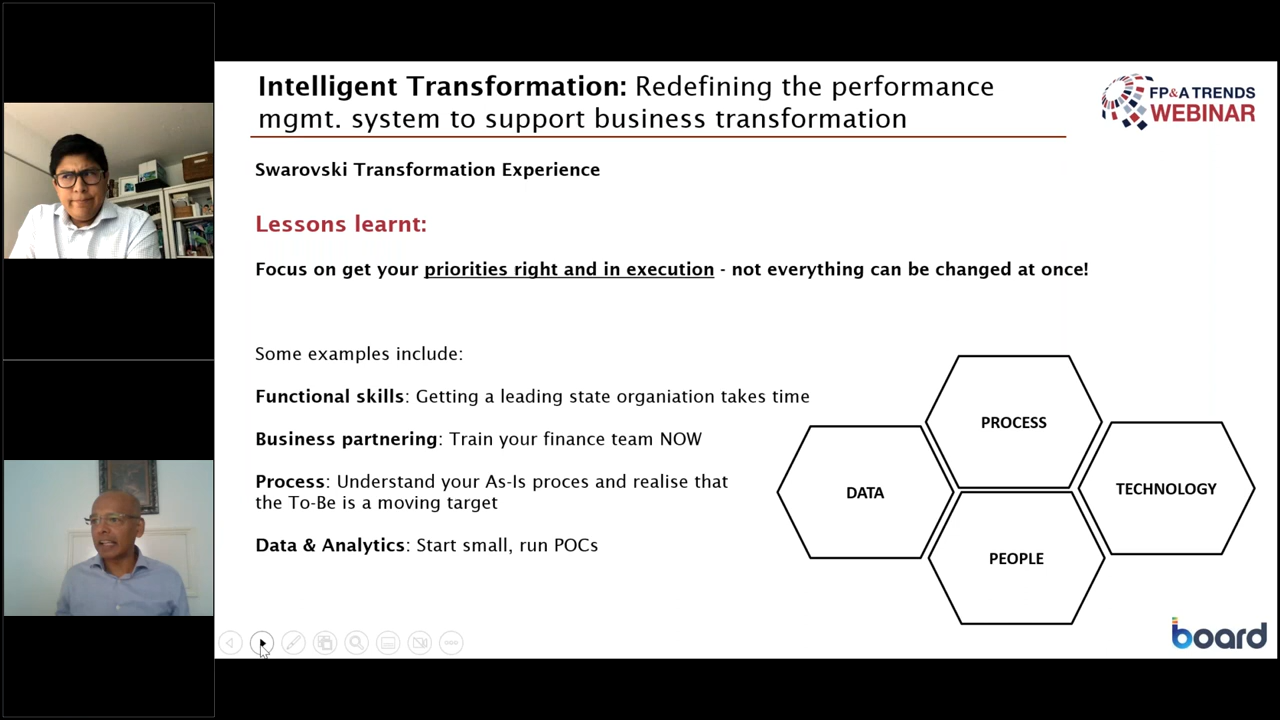 Intelligent Transformation: Redefining the performance
mgmt. system to support business transformation
FP&A TRENDS
WEBINAR
Swarovski Transformation Experience
Lessons learnt:
Focus on get your priorities right and in execution - not everything can be changed at once!
Some examples include:
Functional skills: Getting a leading state organiation takes time
Business partnering: Train your finance team NOW
Process: Understand your As-Is proces and realise that
the To-Be is a moving target
Data & Analytics: Start small, run POCs
PROCESS
DATA
TECHNOLOGY
PEOPLE
board